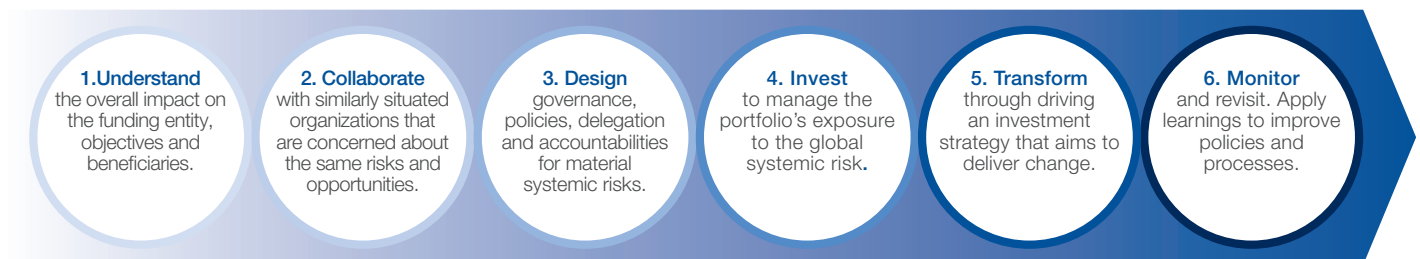 1.Understand
the overall impact on
the funding entity,
objectives and
beneficiaries.
2. Collaborate
with similarly situated
organizations that
are concerned about
the same risks and
opportunities.
3. Design
governance,
policies, delegation
and accountabilities
for material
systemic risks.
4. Invest
to manage the
portfolio's exposure
to the global
systemic risk.
5. Transform
through driving
an investment
strategy that aims to
deliver change.
6. Monitor
and revisit. Apply
learnings to improve
policies and
processes.